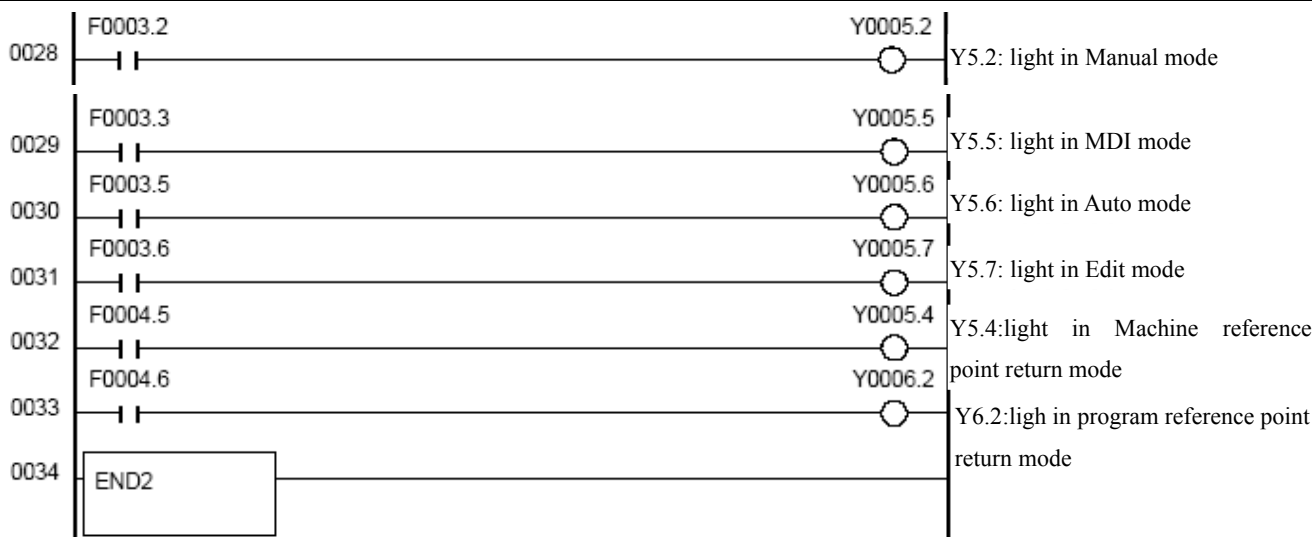 F0003.2 Y0005.2
0028 Y5.2: light in Manual mode
F0003.3 Y0005.5
0029 Y5.5: light in MDI mode
F0003.5 Y0005.6
0030 Y5.6: light in Auto mode
F0003.6 Y0005.7
0031 Y5.7: light in Edit mode
F0004.5 Y0005.4
0032 Y5.4:light in Machine reference
point return mode
F0004.6 Y0006.2
0033 Y6.2:ligh in program reference point
return mode
0034 END2